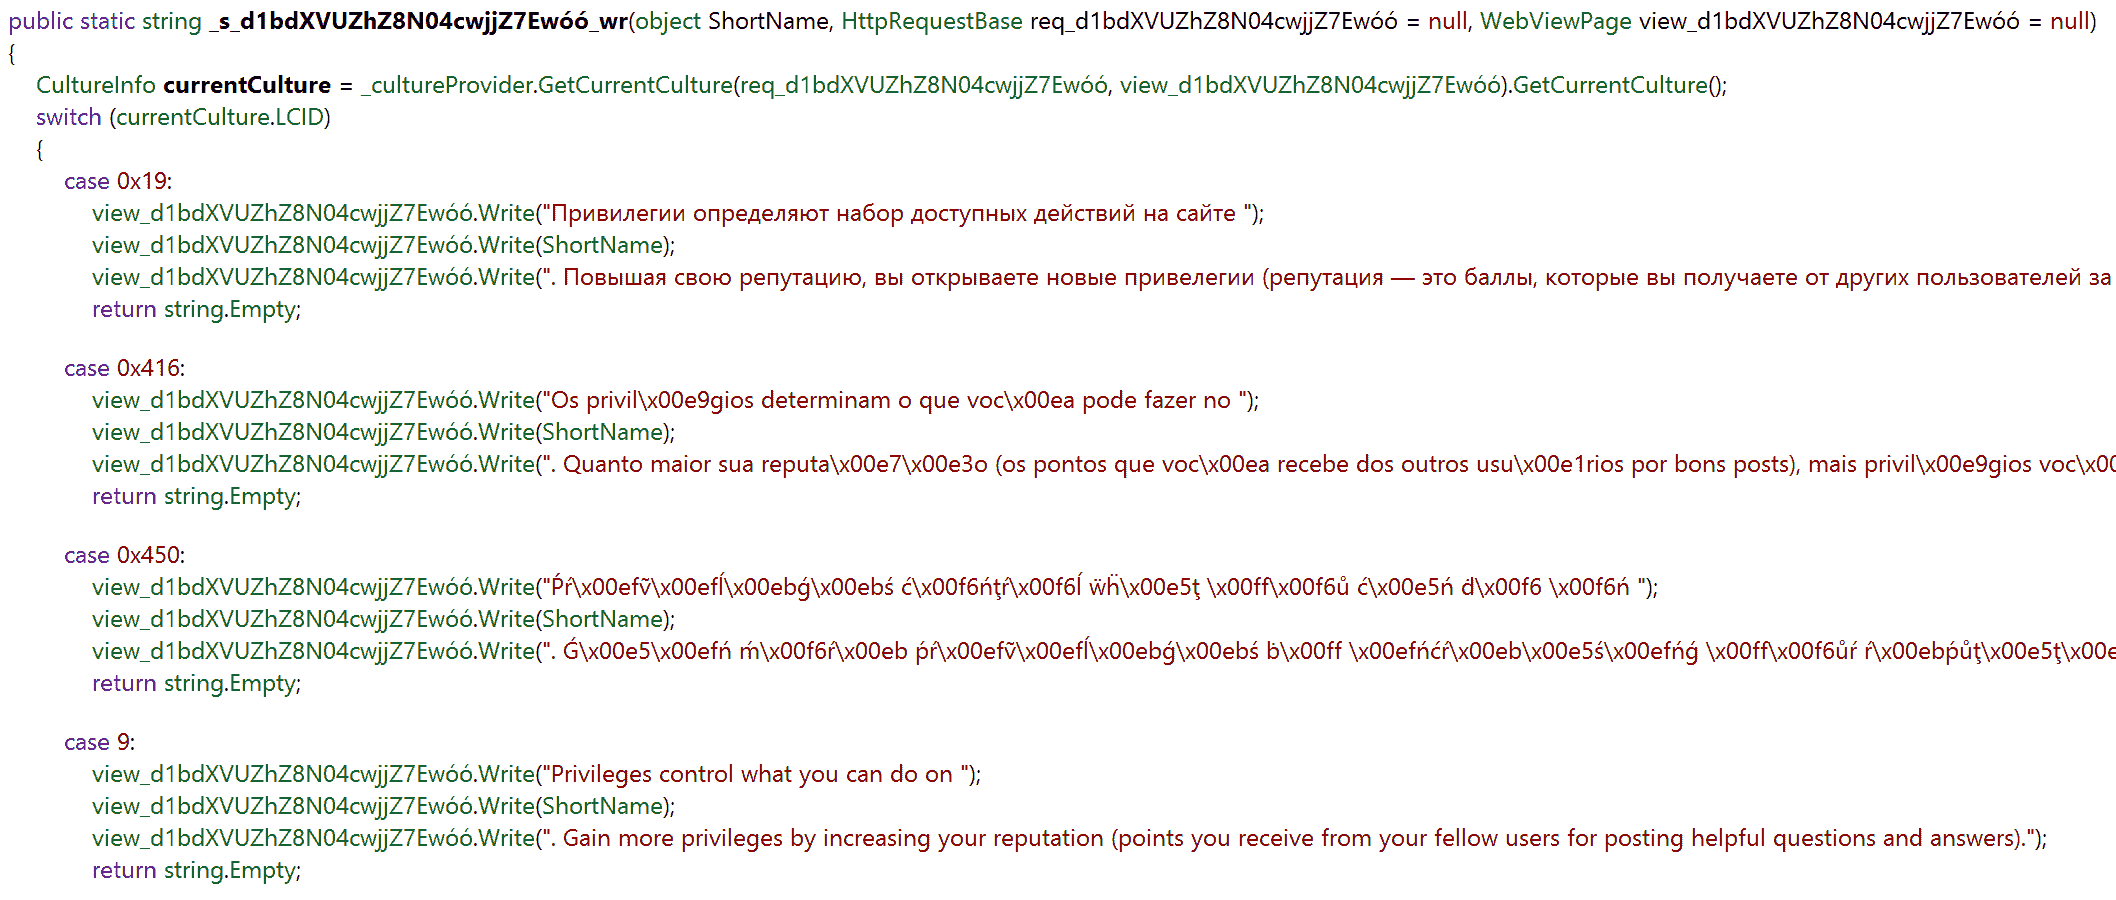 public static string _s_d1bdXVUZhZ8N04cwjjZ7Ewóó_wr(object ShortName, HttpRequestBase req_d1bdXVUZhZ8N04cwjjZ7Ewóó = null, WebViewPage view_d1bdXVUZhZ8N04cwjjZ7Ewóó = null)
{
CultureInfo currentCulture = _cultureProvider.GetCurrentCulture(req_d1bdXVUZhZ8N04cwjjZ7Ewóó, view_d1bdXVUZhZ8N04cwjjZ7Ewóó).GetCurrentCulture();
switch (currentCulture.LCID)
{
case 0x19:
view_d1bdXVUZhZ8N04cwjjZ7Ewóó.Write("Привилегии определяют набор доступных действий на сайте ");
view_d1bdXVUZhZ8N04cwjjZ7Ewóó.Write(ShortName);
view_d1bdXVUZhZ8N04cwjjZ7Ewóó.Write(". Повышая свою репутацию, вы открываете новые привелегии (репутация — это баллы, которые вы получаете от других пользователей за
return string.Empty;
case 0x416:
view_d1bdXVUZhZ8N04cwjjZ7Ewóó.Write("Os privil\x00e9gios determinam o que voc\x00ea pode fazer no ");
view_d1bdXVUZhZ8N04cwjjZ7Ewóó.Write(ShortName);
view_d1bdXVUZhZ8N04cwjjZ7Ewóó.Write(". Quanto maior sua reputa\x00e7\x00e3o (os pontos que voc\x00ea recebe dos outros usu\x00e1rios por bons posts), mais privil\x00e9gios voc\x00
return string.Empty;
case 0x450:
view_d1bdXVUZhZ8N04cwjjZ7Ewóó.Write("Ṕŕ\x00efṽ\x00efĺ\x00ebǵ\x00ebś ć\x00f6ńţŕ\x00f6ĺ ẅḧ\x00e5ţ \x00ff\x00f6ů ć\x00e5ń ḋ\x00f6 \x00f6ń ");
view_d1bdXVUZhZ8N04cwjjZ7Ewóó.Write(ShortName);
view_d1bdXVUZhZ8N04cwjjZ7Ewóó.Write(". Ǵ\x00e5\x00efń ḿ\x00f6ŕ\x00eb ṕŕ\x00efṽ\x00efĺ\x00ebǵ\x00ebś ḃ\x00ff \x00efńćŕ\x00eb\x00e5ś\x00efńǵ \x00ff\x00f6ůŕ ŕ\x00ebṕůţ\x00e5ţ\x00e
return string.Empty;
case 9:
view_d1bdXVUZhZ8N04cwjjZ7Ewóó.Write("Privileges control what you can do on ");
view_d1bdXVUZhZ8N04cwjjZ7Ewóó.Write(ShortName);
view_d1bdXVUZhZ8N04cwjjZ7Ewóó.Write(". Gain more privileges by increasing your reputation (points you receive from your fellow users for posting helpful questions and answers).");
return string.Empty;